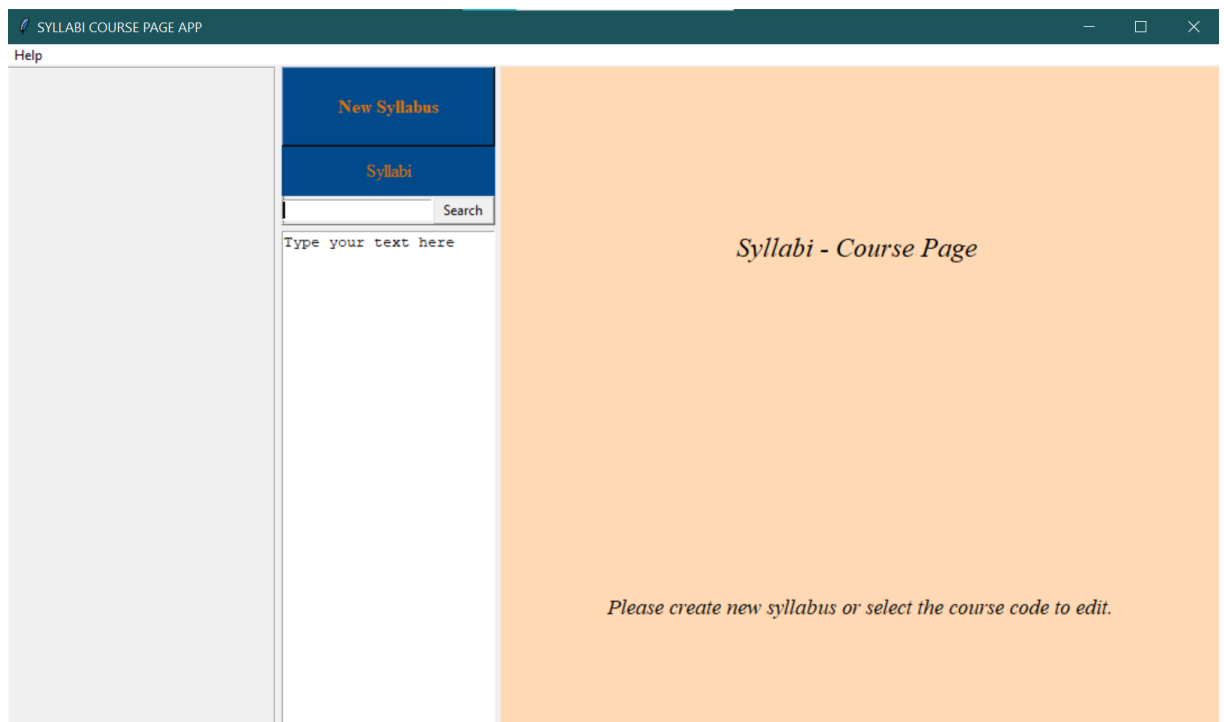 SYLLABI COURSE PAGE APP
Help
New Syllabus
Syllabi
Search
Type your text here
Syllabi - Course Page
Please create new syllabus or select the course code to edit.